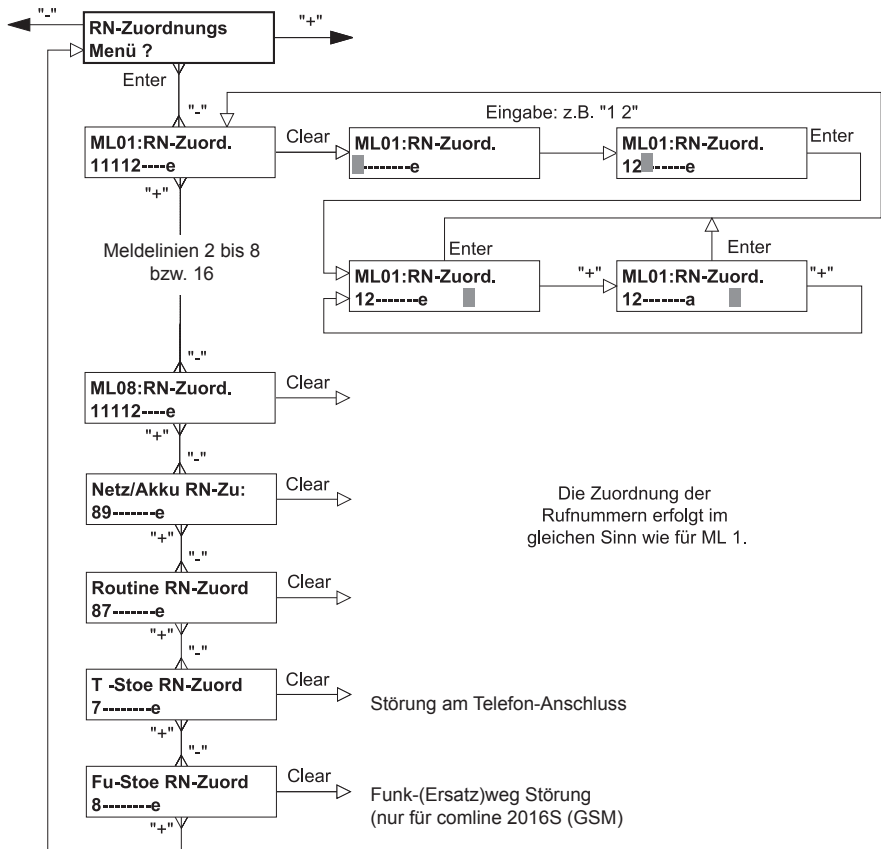 "-"
RN-Zuordnungs
Menü ?
"+"
Enter
"-"
Eingabe: z.B. "1 2"
ML01:RN-Zuord.
11112----e
Clear
ML01:RN-Zuord.
--------e
ML01:RN-Zuord.
12------e
Enter
"+"
Meldelinien 2 bis 8
bzw. 16
Enter
Enter
ML01:RN-Zuord.
12-------e
"+"
ML01:RN-Zuord.
12-------a
"+"
"-"
ML08:RN-Zuord.
11112----e
Clear
"+"
"-"
Netz/Akku RN-Zu:
89-------e
Clear
Die Zuordnung der
Rufnummern erfolgt im
gleichen Sinn wie für ML 1.
"+"
"-"
Routine RN-Zuord
87-------e
Clear
"+"
"-"
T -Stoe RN-Zuord
7--------e
Clear
Störung am Telefon-Anschluss
"+"
"-"
Fu-Stoe RN-Zuord
8--------e
Clear
Funk-(Ersatz)weg Störung
(nur für comline 2016S (GSM)
"+"